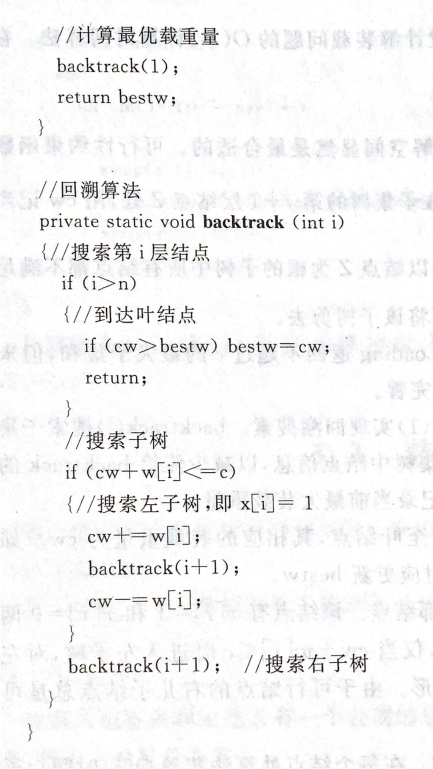 //计算最优载重量
backtrack(1);
return bestw;
}
//回溯算法
private static void backtrack (int i)
{//搜索第 i 层结点
if (i>n)
{//到达叶结点
if (cw>bestw) bestw=cw;
return;
}
//搜索子树
if (cw+w[i]<=c)
{//搜索左子树,即 x[i]=
cw+=w[i];
backtrack(i+1);
cw-=w[i];
}
backtrack(i+1); //搜索右子树
}
}